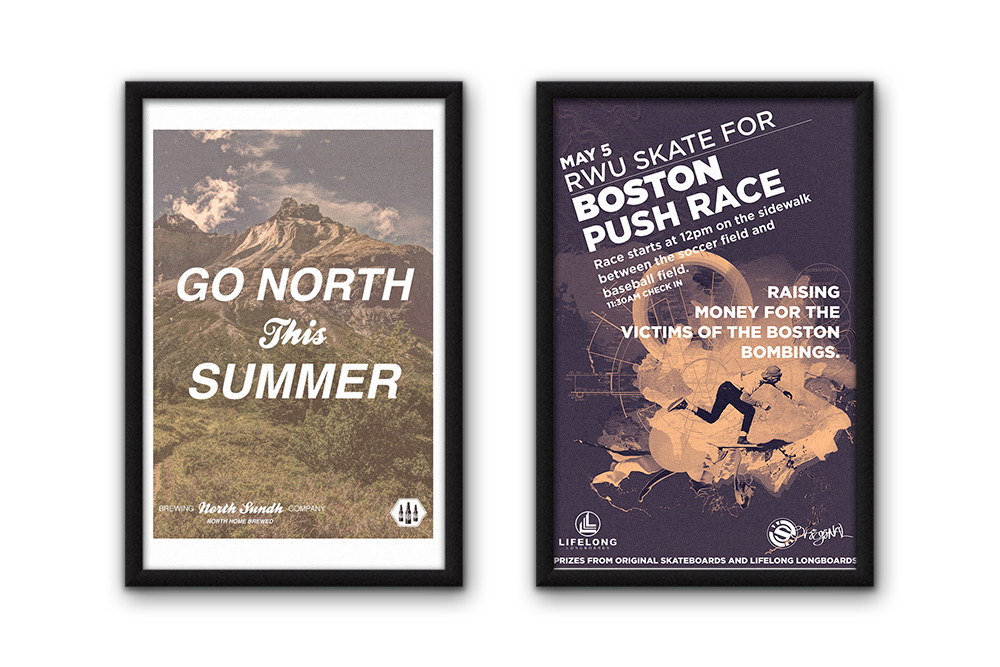 GO NORTH
This
SUMMER
BREWING North Sundh COMPANY
NORTH HOME BREWED
MAY 5
RWU SKATE FOR
BOSTON
PUSH RACE
Race starts at 12pm on the sidewalk
between the soccer field and
baseball field.
11:30AM CHECK IN
RAISING
MONEY FOR THE
VICTIMS OF THE BOSTON
BOMBINGS.
LIFELONG
LONGBOARDS
Original
PRIZES FROM ORIGINAL SKATEBOARDS AND LIFELONG LONGBOARDS